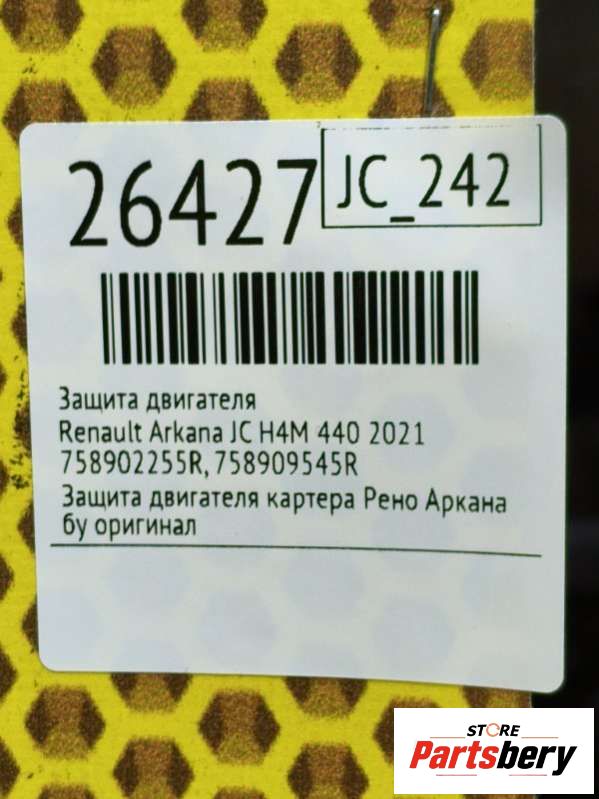 26427
JC_242
Защита двигателя
Renault Arkana JC H4M 440 2021
758902255R, 758909545R
Защита двигателя картера Рено Аркана
бу оригинал
STORE
Partsbery